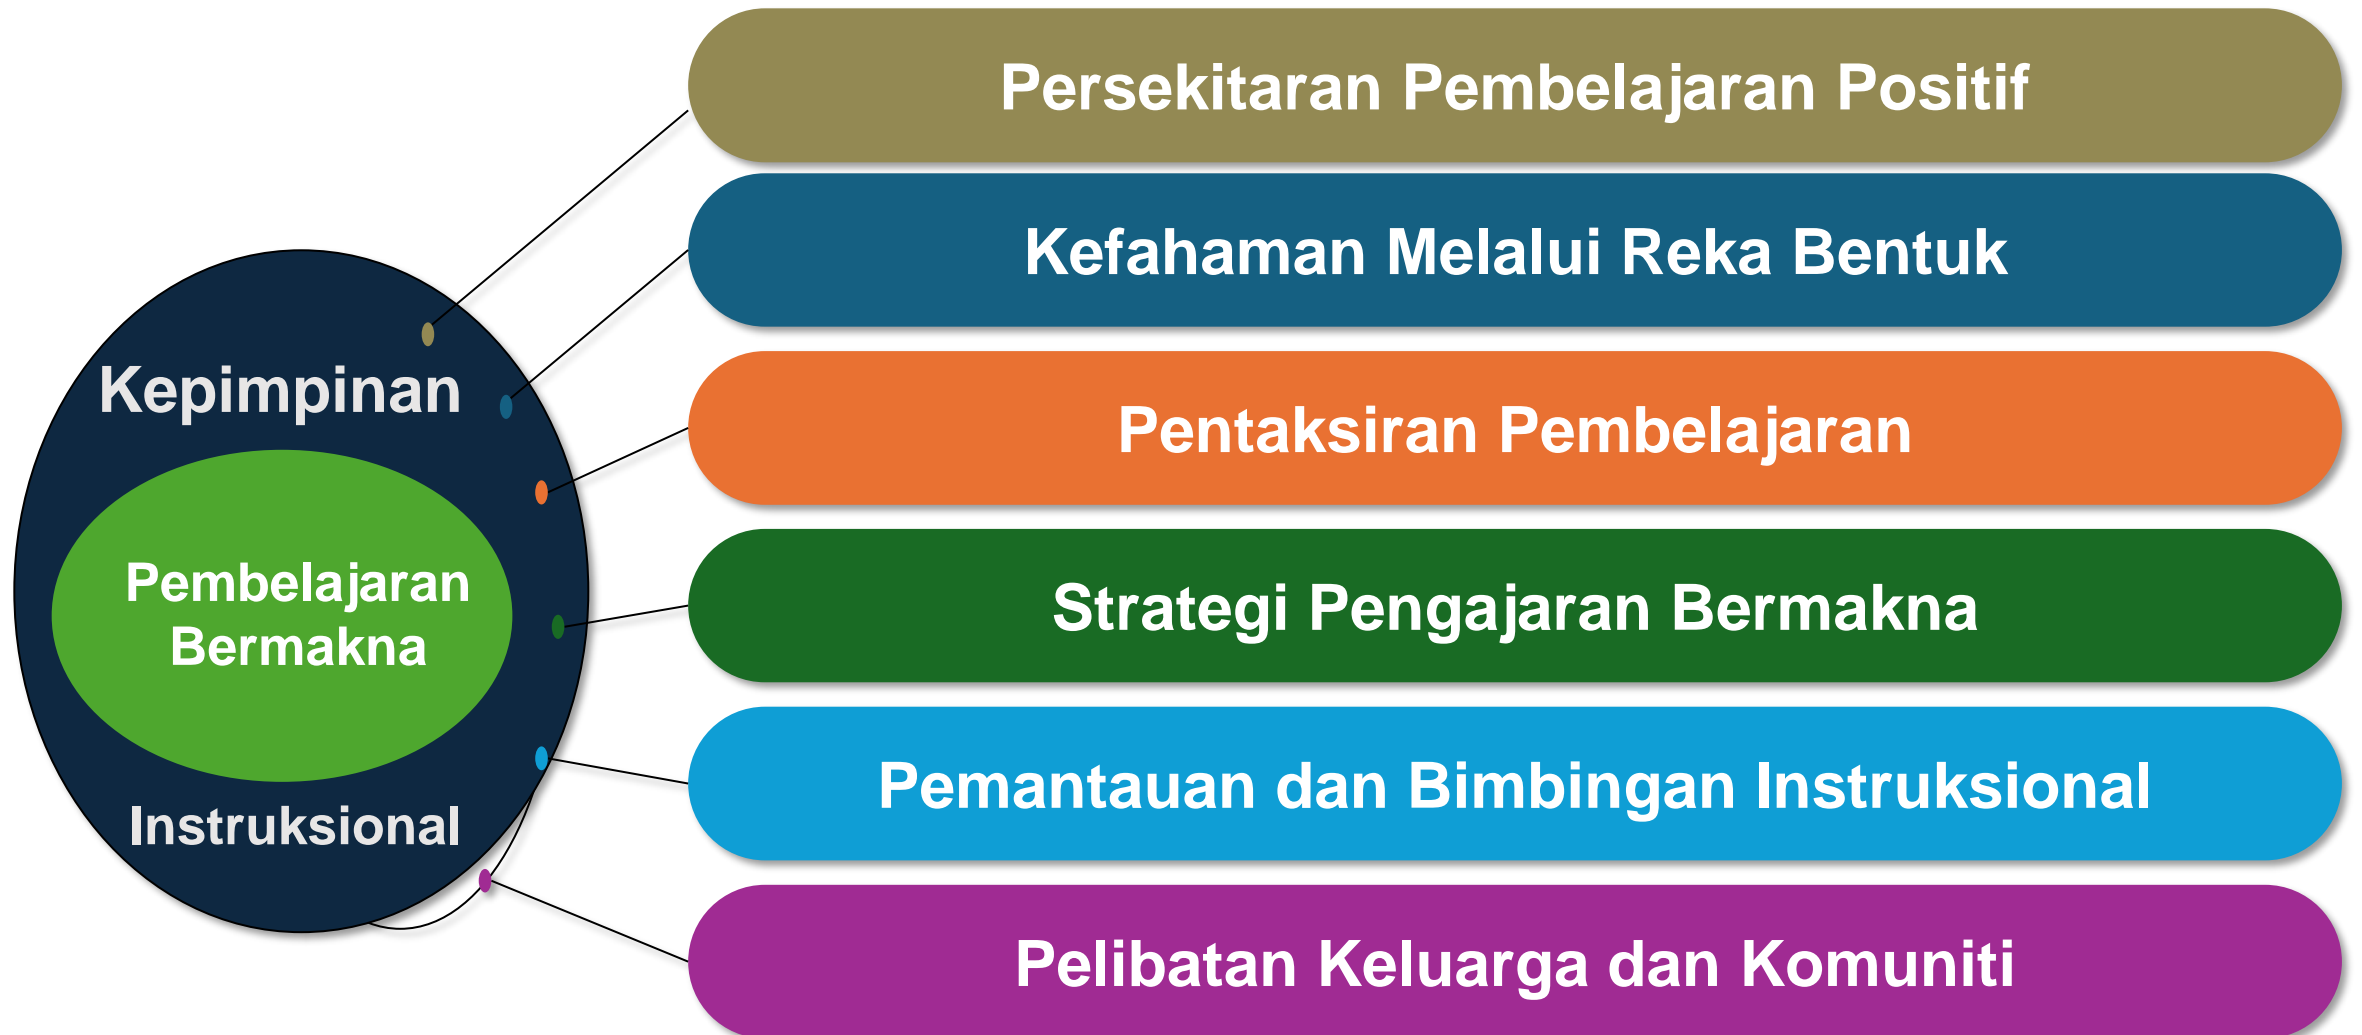 Kepimpinan
Pembelajaran
Bermakna
Instruksional
Persekitaran Pembelajaran Positif
Kefahaman Melalui Reka Bentuk
Pentaksiran Pembelajaran
Strategi Pengajaran Bermakna
Pemantauan dan Bimbingan Instruksional
Pelibatan Keluarga dan Komuniti